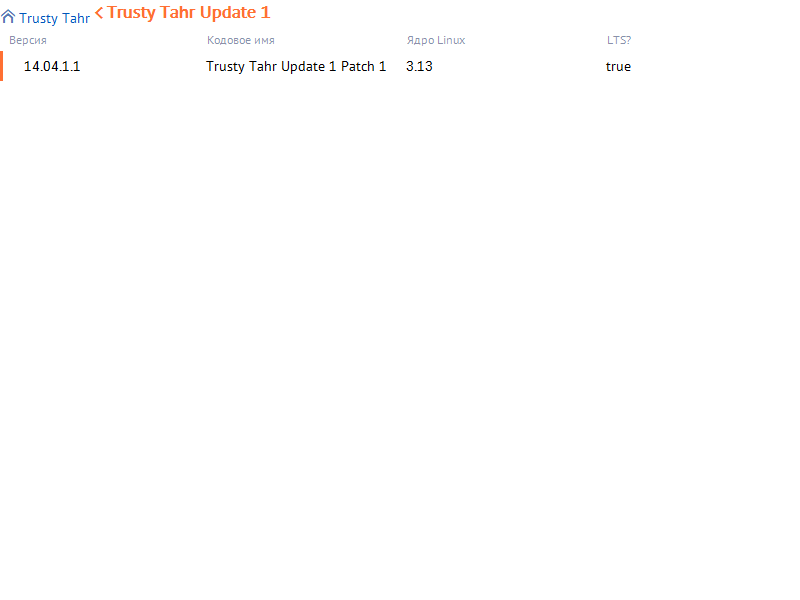 Trusty Tahr < Trusty Tahr Update 1
Версия Кодовое имя Ядро Linux LTS?
14.04.1.1 Trusty Tahr Update 1 Patch 1 3.13 true